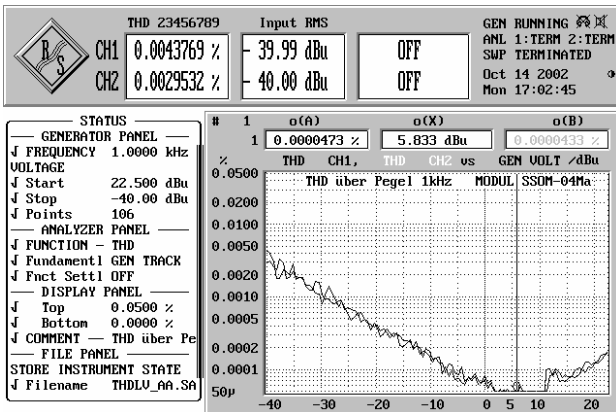 THD 23456789 Input RMS
CH1 0.0043769 % - 39.99 dBu OFF
CH2 0.0029532 % - 40.00 dBu OFF
R S
GEN RUNNING
ANL 1:TERM 2:TERM
SWP TERMINATED
Oct 14 2002
Mon 17:02:45
STATUS
GENERATOR PANEL
√ FREQUENCY 1.0000 kHz
VOLTAGE
√ Start 22.500 dBu
√ Stop -40.00 dBu
√ Points 106
ANALYZER PANEL
√ FUNCTION — THD
√ Fundamentl GEN TRACK
√ Fnct Settl OFF
DISPLAY PANEL
√ Top 0.0500 %
√ Bottom 0.0000 %
√ COMMENT — THD über Pe
FILE PANEL
STORE INSTRUMENT STATE
√ Filename THDLV_AA.SA
# 1 o(A) o(X) o(B)
1 0.0000473 % 5.833 dBu 0.0000433 %
% THD CH1, THD CH2 vs GEN VOLT /dBu
THD über Pegel 1kHz MODUL SSOM-04Ma
0.0500
0.0200
0.0100
0.0050
0.0020
0.0010
0.0005
0.0002
0.0001
50µ
-40 -30 -20 -10 0 5 10 20